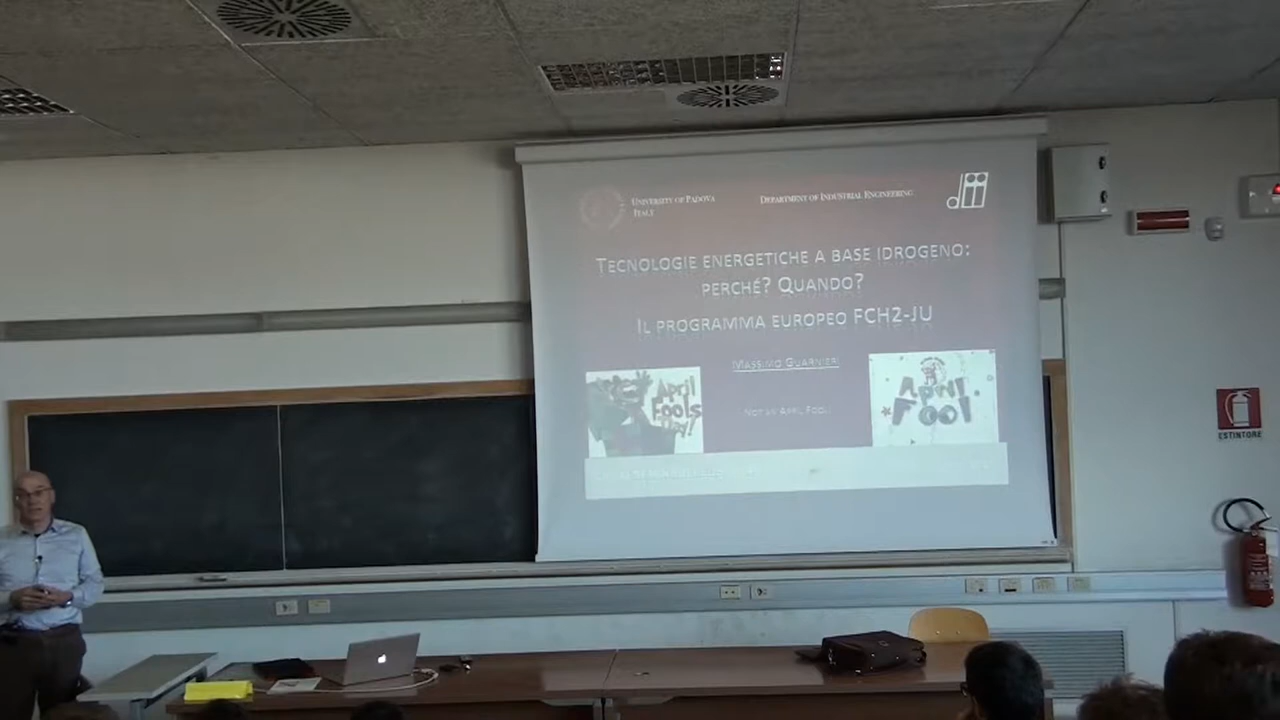 UNIVERSITY OF PADOVA
ITALY
DEPARTMENT OF INDUSTRIAL ENGINEERING
dii
TECNOLOGIE ENERGETICHE A BASE IDROGENO:
PERCHÉ? QUANDO?
IL PROGRAMMA EUROPEO FCH2-JU
MASSIMO GUARNIERI
April
Fools
Day!
NOT AN APRIL FOOL!
APRIL
FOOL
ESTINTORE